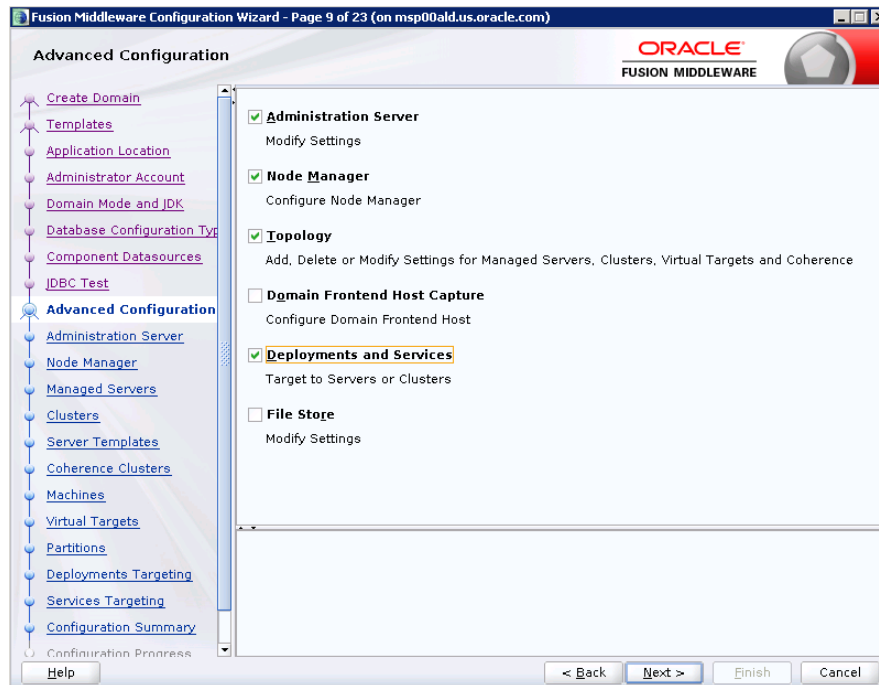 Fusion Middleware Configuration Wizard - Page 9 of 23 (on msp00ald.us.oracle.com)
Advanced Configuration
ORACLE
FUSION MIDDLEWARE
Create Domain
Templates
Application Location
Administrator Account
Domain Mode and JDK
Database Configuration Typ
Component Datasources
JDBC Test
Advanced Configuration
Administration Server
Node Manager
Managed Servers
Clusters
Server Templates
Coherence Clusters
Machines
Virtual Targets
Partitions
Deployments Targeting
Services Targeting
Configuration Summary
Configuration Progress
Administration Server
Modify Settings
Node Manager
Configure Node Manager
Topology
Add, Delete or Modify Settings for Managed Servers, Clusters, Virtual Targets and Coherence
Domain Frontend Host Capture
Configure Domain Frontend Host
Deployments and Services
Target to Servers or Clusters
File Store
Modify Settings
Help
< Back
Next >
Finish
Cancel